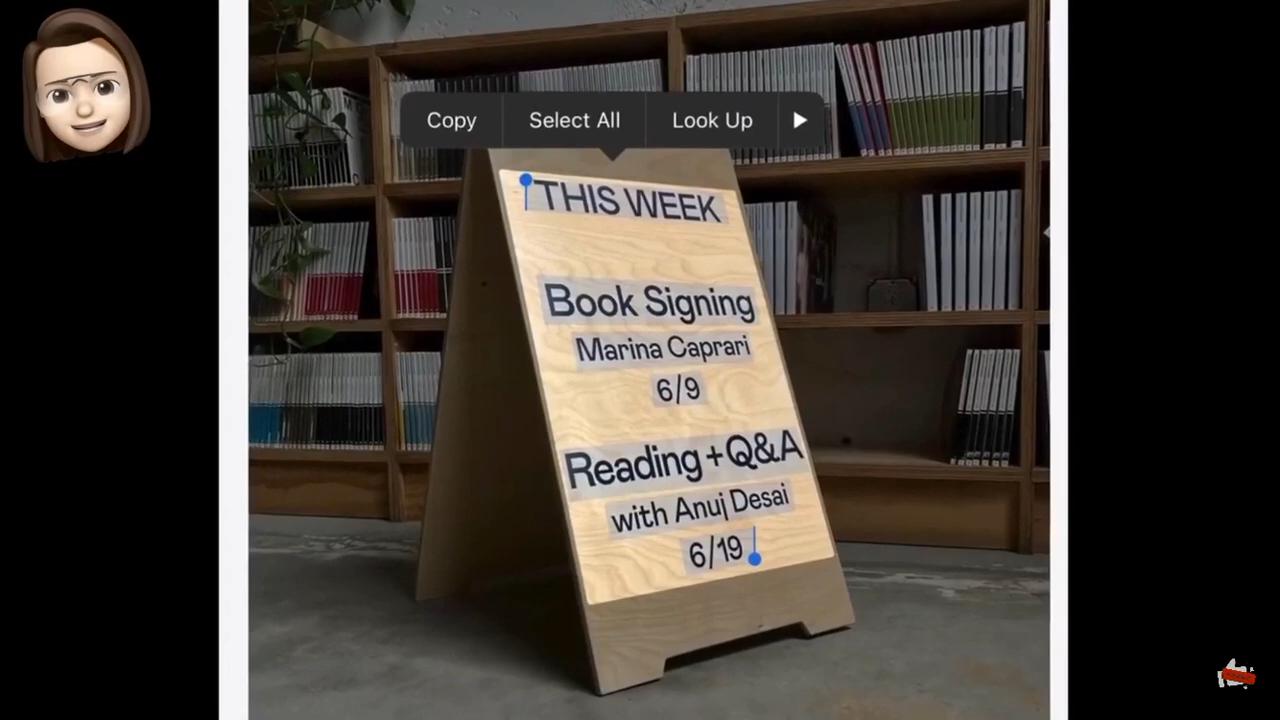 Copy Select All Look Up
THIS WEEK
Book Signing
Marina Caprari
6/9
Reading + Q&A
with Anuj Desai
6/19